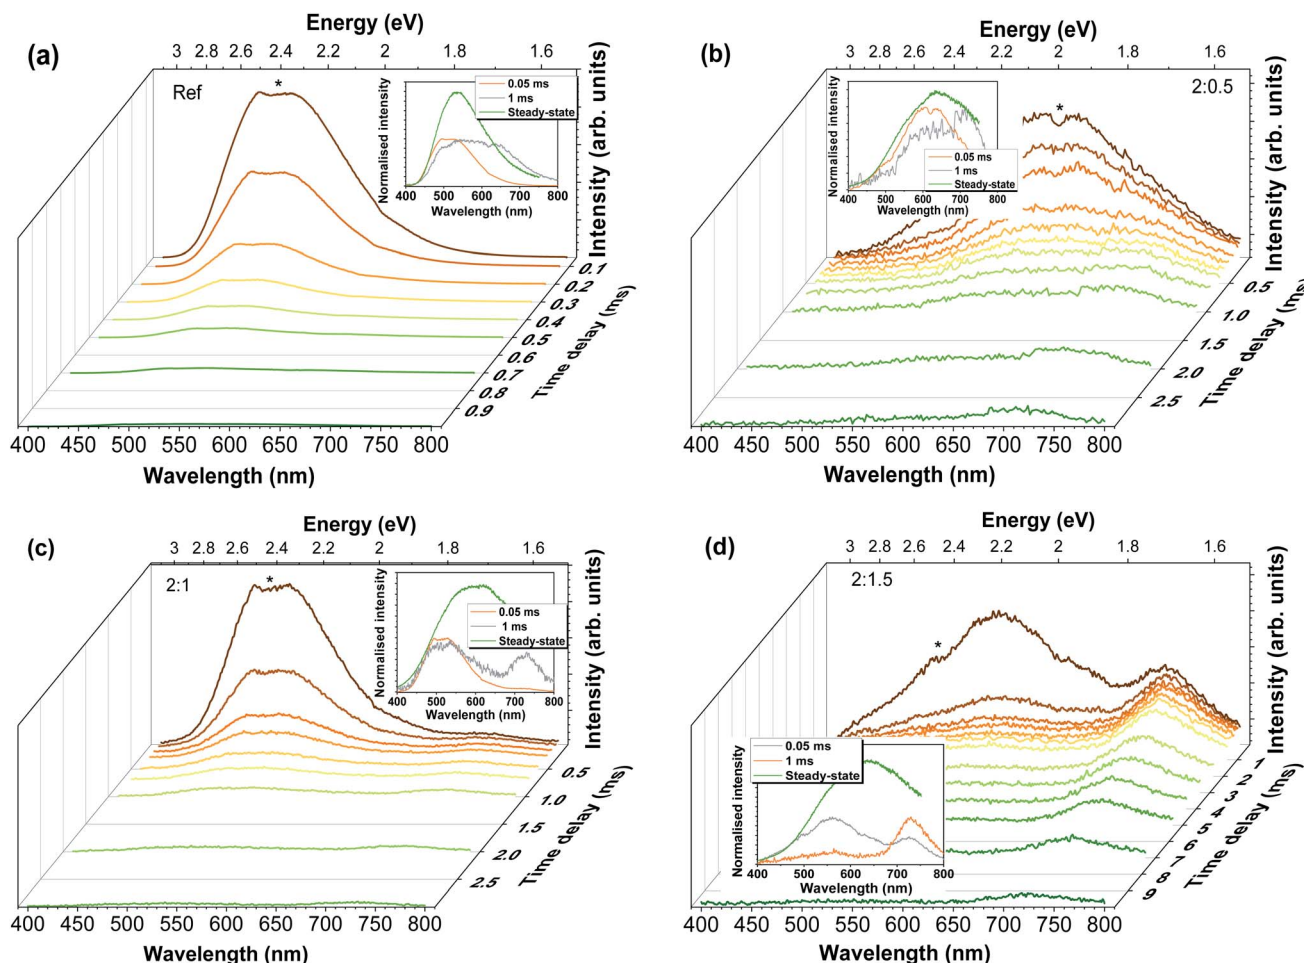 (a)
Energy (eV)
3 2.8 2.6 2.4 2.2 2 1.8 1.6
Ref
*
Normalised intensity
0.05 ms
1 ms
Steady-state
400 500 600 700 800
Wavelength (nm)
Intensity (arb. units)
0.1
0.2
0.3
0.4
0.5
0.6
0.7
0.8
0.9
Time delay (ms)
400 450 500 550 600 650 700 750 800
Wavelength (nm)
(b)
Energy (eV)
3 2.8 2.6 2.4 2.2 2 1.8 1.6
2:0.5
*
Normalised intensity
0.05 ms
1 ms
Steady-state
400 500 600 700 800
Wavelength (nm)
Intensity (arb. units)
0.5
1.0
1.5
2.0
2.5
Time delay (ms)
400 450 500 550 600 650 700 750 800
Wavelength (nm)
(c)
Energy (eV)
3 2.8 2.6 2.4 2.2 2 1.8 1.6
2:1
*
Normalised intensity
0.05 ms
1 ms
Steady-state
400 500 600 700 800
Wavelength (nm)
Intensity (arb. units)
0.5
1.0
1.5
2.0
2.5
Time delay (ms)
400 450 500 550 600 650 700 750 800
Wavelength (nm)
(d)
Energy (eV)
3 2.8 2.6 2.4 2.2 2 1.8 1.6
2:1.5
*
Normalised intensity
0.05 ms
1 ms
Steady-state
400 500 600 700 800
Wavelength (nm)
Intensity (arb. units)
1
2
3
4
5
6
7
8
9
Time delay (ms)
400 450 500 550 600 650 700 750 800
Wavelength (nm)